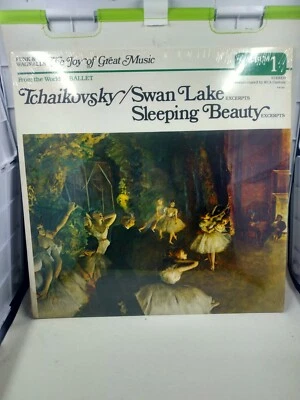 FUNK &
WAGNALLS The Joy of Great Music
From the World of BALLET
STEREO
Tchaikovsky/Swan Lake EXCERPTS
Sleeping Beauty EXCERPTS